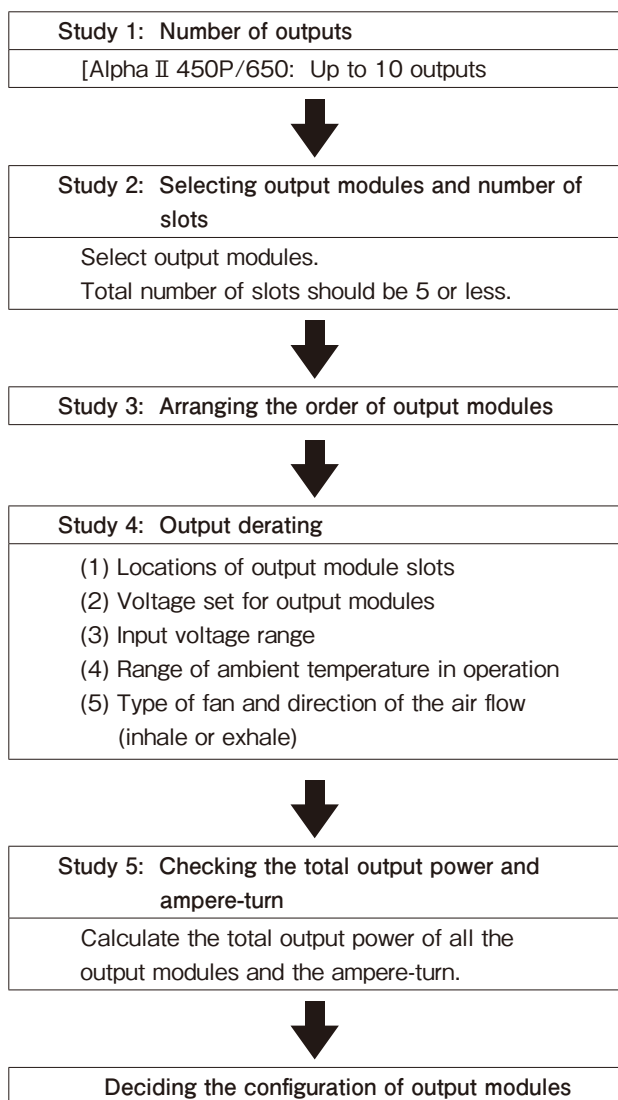 Study 1: Number of outputs
[Alpha Ⅱ 450P/650: Up to 10 outputs
Study 2: Selecting output modules and number of
slots
Select output modules.
Total number of slots should be 5 or less.
Study 3: Arranging the order of output modules
Study 4: Output derating
(1) Locations of output module slots
(2) Voltage set for output modules
(3) Input voltage range
(4) Range of ambient temperature in operation
(5) Type of fan and direction of the air flow
(inhale or exhale)
Study 5: Checking the total output power and
ampere-turn
Calculate the total output power of all the
output modules and the ampere-turn.
Deciding the configuration of output modules